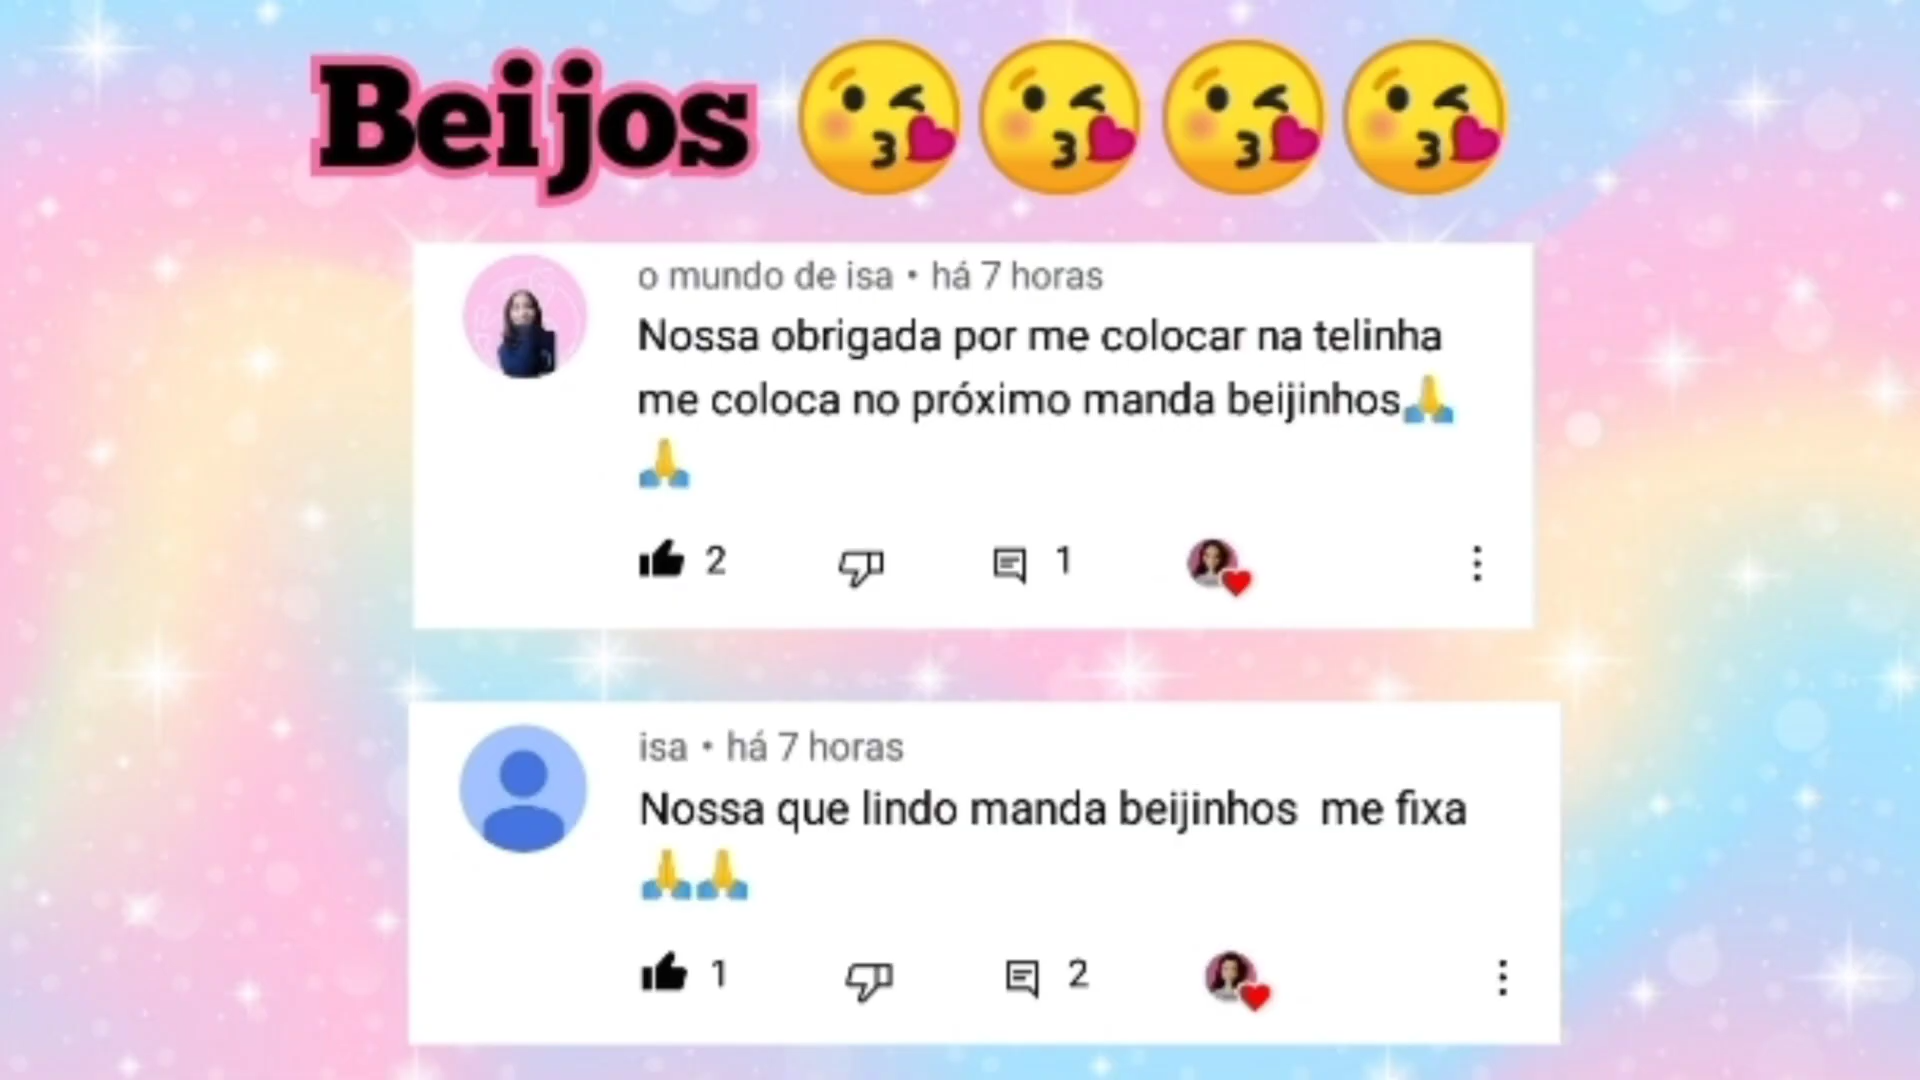 Beijos 😘😘😘😘
o mundo de isa • há 7 horas
Nossa obrigada por me colocar na telinha
me coloca no próximo manda beijinhos🙏
🙏
2 1
isa • há 7 horas
Nossa que lindo manda beijinhos  me fixa
🙏🙏
1 2